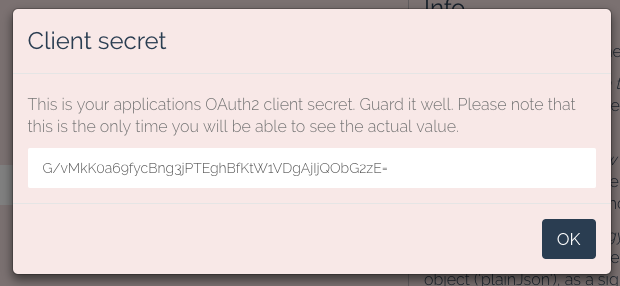 Info
Client secret
This is your applications OAuth2 client secret. Guard it well. Please note that
this is the only time you will be able to see the actual value.
G/vMkK0a69fycBng3jPTEghBfKtW1VDgAjIjQObG2zE=
OK
object ('plainJson'), as a sig